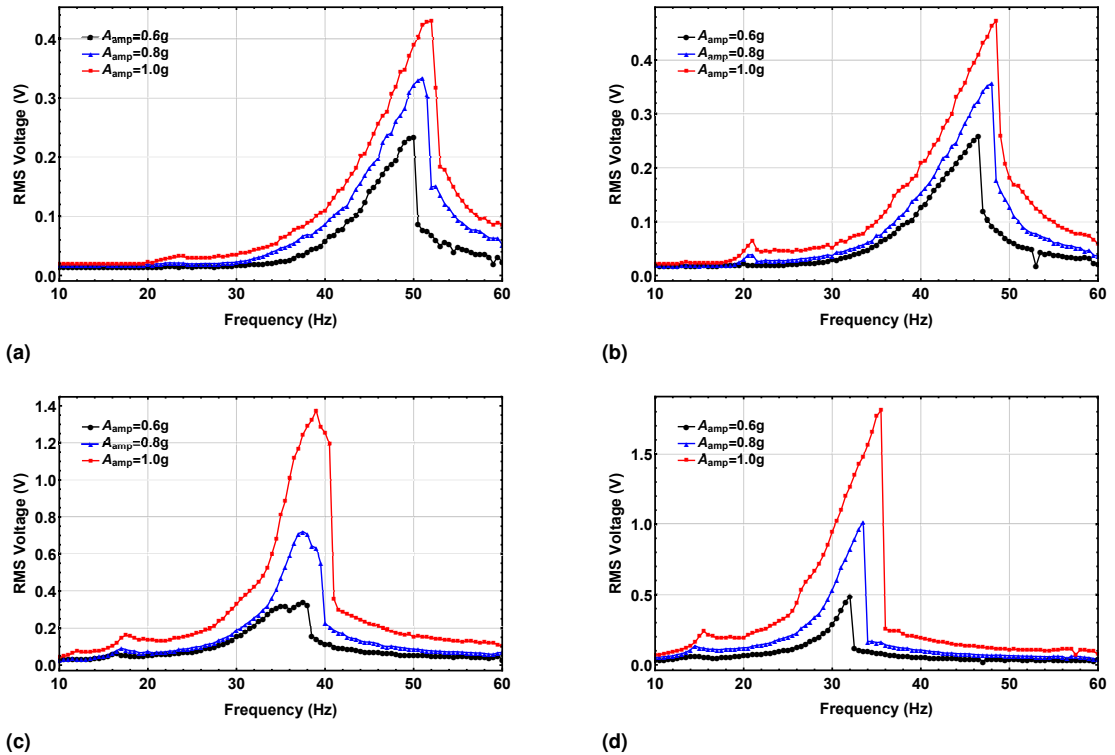 A_amp=0.6g
A_amp=0.8g
A_amp=1.0g
RMS Voltage (V)
0.4
0.3
0.2
0.1
0.0
10 20 30 40 50 60
Frequency (Hz)
(a)
A_amp=0.6g
A_amp=0.8g
A_amp=1.0g
RMS Voltage (V)
0.4
0.2
0.0
10 20 30 40 50 60
Frequency (Hz)
(b)
A_amp=0.6g
A_amp=0.8g
A_amp=1.0g
RMS Voltage (V)
1.4
1.2
1.0
0.8
0.6
0.4
0.2
0.0
10 20 30 40 50 60
Frequency (Hz)
(c)
A_amp=0.6g
A_amp=0.8g
A_amp=1.0g
RMS Voltage (V)
1.5
1.0
0.5
0.0
10 20 30 40 50 60
Frequency (Hz)
(d)